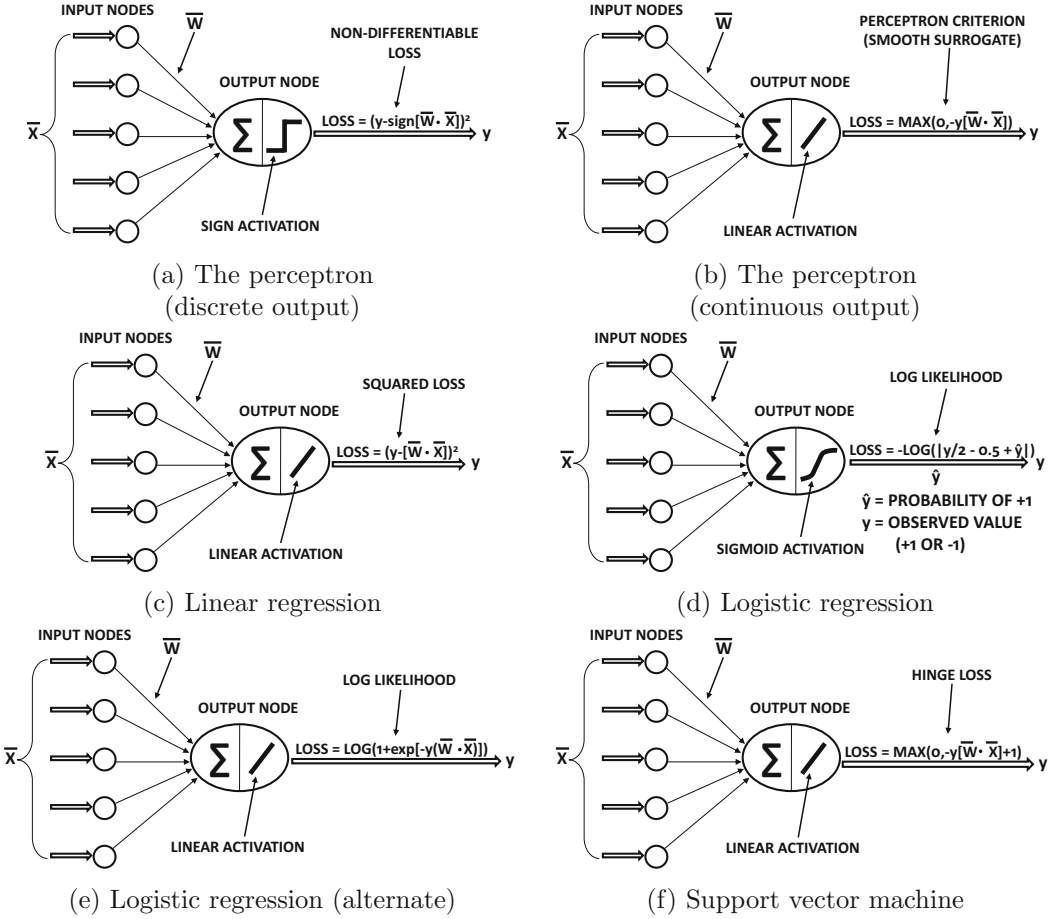 INPUT NODES
W̅
NON-DIFFERENTIABLE
LOSS
OUTPUT NODE
X̅
∑
LOSS = (y-sign[W̅ · X̅])²
y
SIGN ACTIVATION
(a) The perceptron
(discrete output)
INPUT NODES
W̅
PERCEPTRON CRITERION
(SMOOTH SURROGATE)
OUTPUT NODE
X̅
∑
LOSS = MAX(0,-y[W̅ · X̅])
y
LINEAR ACTIVATION
(b) The perceptron
(continuous output)
INPUT NODES
W̅
SQUARED LOSS
OUTPUT NODE
X̅
∑
LOSS = (y-[W̅ · X̅])²
y
LINEAR ACTIVATION
(c) Linear regression
INPUT NODES
W̅
LOG LIKELIHOOD
OUTPUT NODE
X̅
∑
LOSS = -LOG(|y/2 - 0.5 + ŷ|)
y
ŷ
ŷ = PROBABILITY OF +1
y = OBSERVED VALUE
(+1 OR -1)
SIGMOID ACTIVATION
(d) Logistic regression
INPUT NODES
W̅
LOG LIKELIHOOD
OUTPUT NODE
X̅
∑
LOSS = LOG(1+exp[-y(W̅ · X̅)])
y
LINEAR ACTIVATION
(e) Logistic regression (alternate)
INPUT NODES
W̅
HINGE LOSS
OUTPUT NODE
X̅
∑
LOSS = MAX(0,-y[W̅ · X̅]+1)
y
LINEAR ACTIVATION
(f) Support vector machine